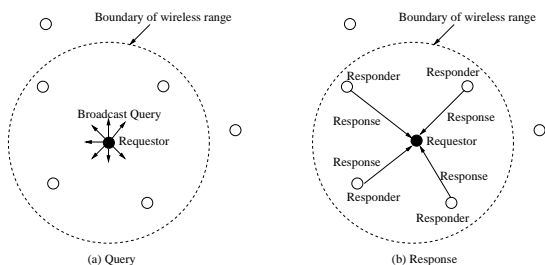 Boundary of wireless range
Broadcast Query
Requestor
(a) Query
Boundary of wireless range
Responder
Responder
Response
Response
Requestor
Response
Response
Responder
Responder
(b) Response